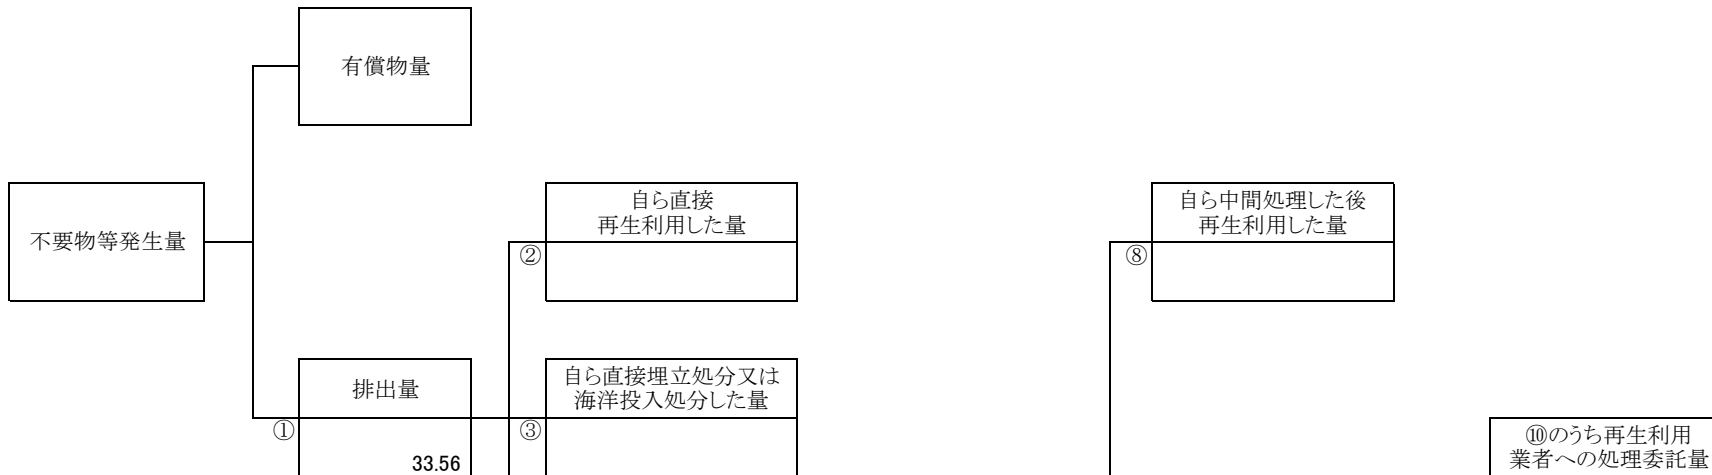 有償物量
不要物等発生量
自ら直接
再生利用した量
②
自ら中間処理した後
再生利用した量
⑧
排出量
①
33.56
自ら直接埋立処分又は
海洋投入処分した量
③
⑩のうち再生利用
業者への処理委託量